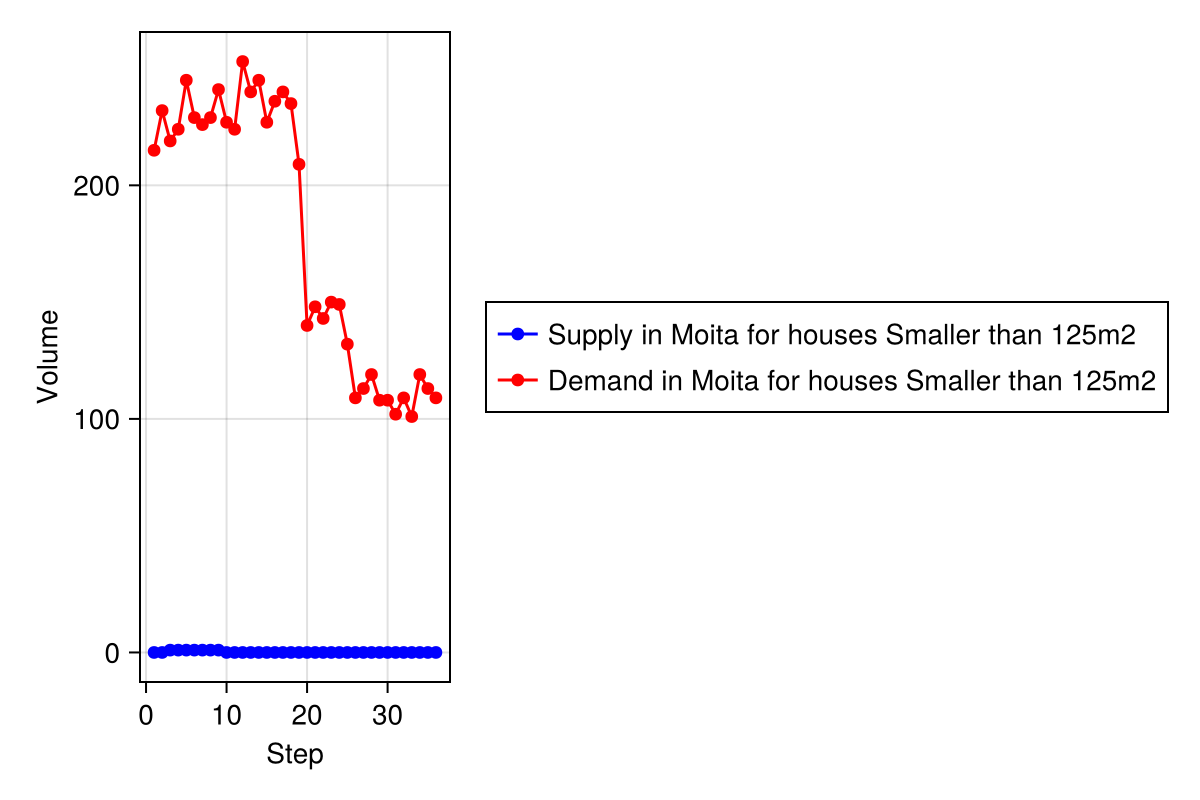 Volume
200
100
0
0 10 20 30
Step
Supply in Moita for houses Smaller than 125m2
Demand in Moita for houses Smaller than 125m2